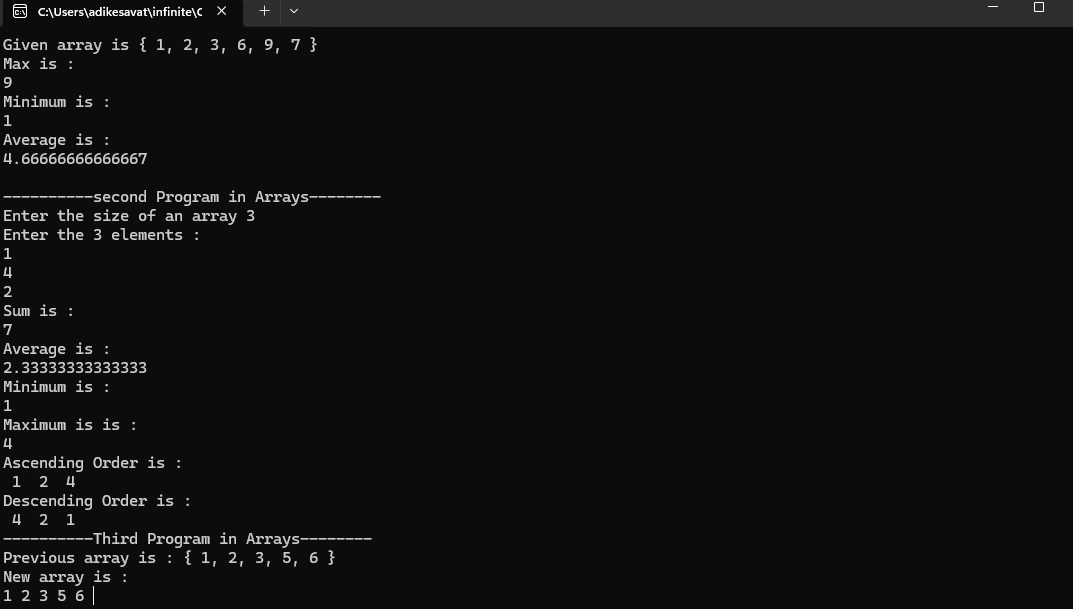 C:\Users\adikesavat\infinite\C
Given array is { 1, 2, 3, 6, 9, 7 }
Max is :
9
Minimum is :
1
Average is :
4.66666666666667
----------second Program in Arrays--------
Enter the size of an array 3
Enter the 3 elements :
1
4
2
Sum is :
7
Average is :
2.33333333333333
Minimum is :
1
Maximum is is :
4
Ascending Order is :
1 2 4
Descending Order is :
4 2 1
----------Third Program in Arrays--------
Previous array is : { 1, 2, 3, 5, 6 }
New array is :
1 2 3 5 6